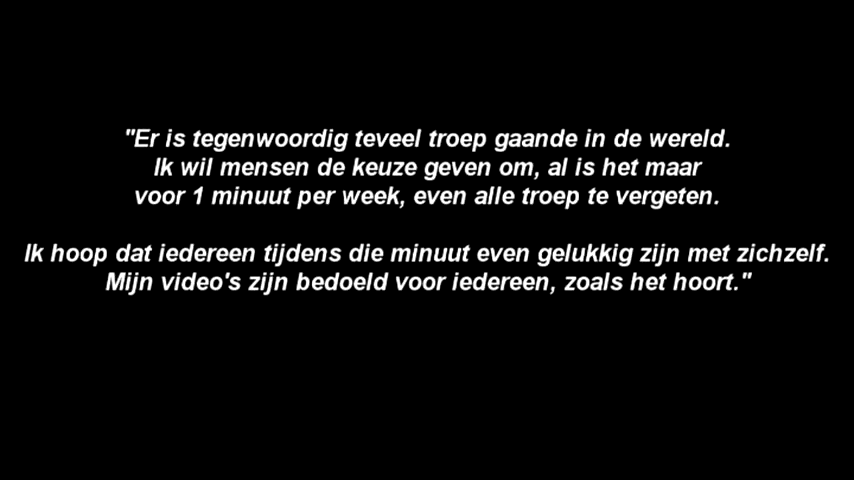 "Er is tegenwoordig teveel troep gaande in de wereld.
Ik wil mensen de keuze geven om, al is het maar
voor 1 minuut per week, even alle troep te vergeten.
Ik hoop dat iedereen tijdens die minuut even gelukkig zijn met zichzelf.
Mijn video's zijn bedoeld voor iedereen, zoals het hoort."